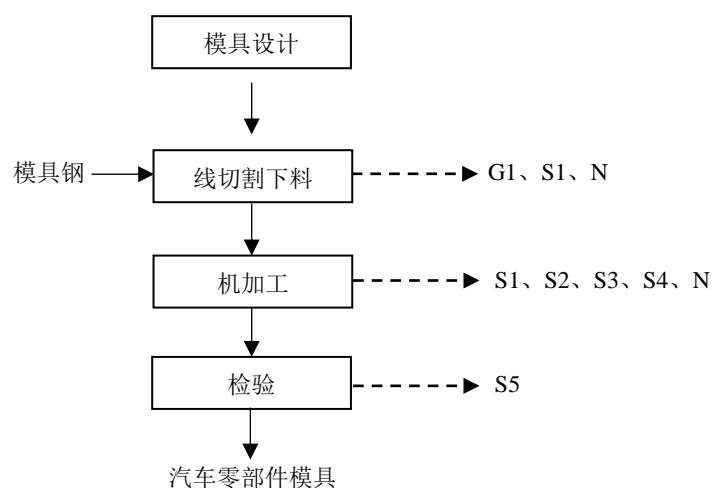 模具设计
模具钢
线切割下料
G1、S1、N
机加工
S1、S2、S3、S4、N
检验
S5
汽车零部件模具